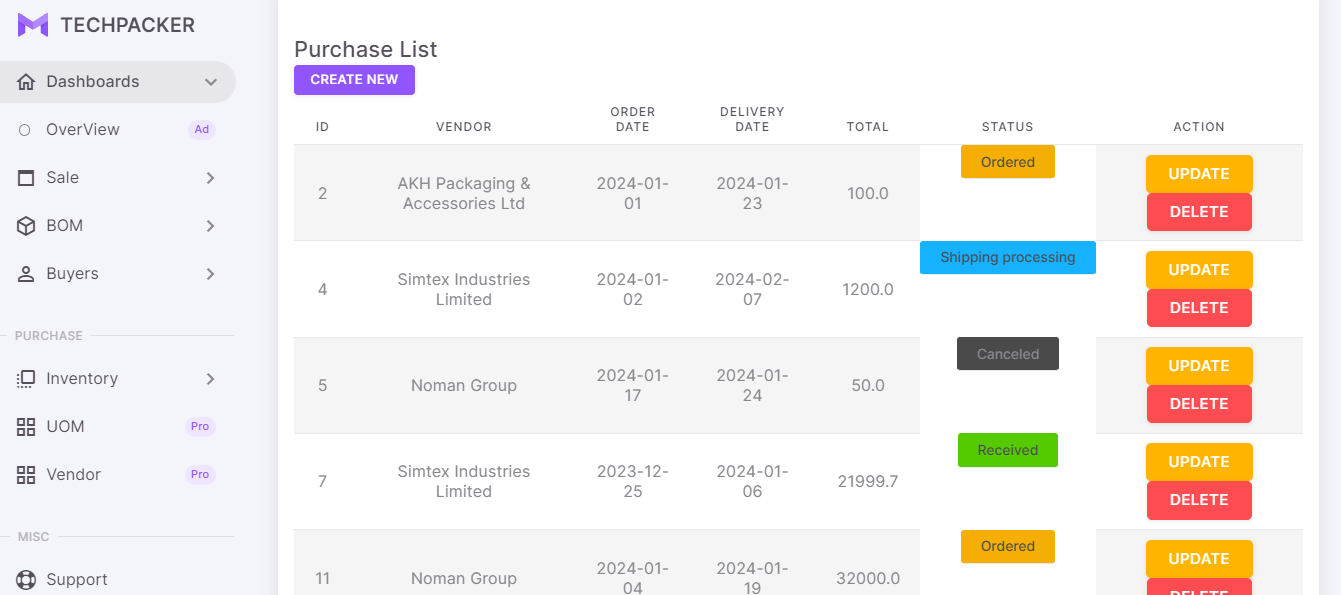 TECHPACKER
Dashboards
OverView Ad
Sale
BOM
Buyers
PURCHASE
Inventory
UOM Pro
Vendor Pro
MISC
Support
Purchase List
CREATE NEW
ID VENDOR ORDER DATE DELIVERY DATE TOTAL STATUS ACTION
2 AKH Packaging & Accessories Ltd 2024-01-01 2024-01-23 100.0 Ordered UPDATE DELETE
4 Simtex Industries Limited 2024-01-02 2024-02-07 1200.0 Shipping processing UPDATE DELETE
5 Noman Group 2024-01-17 2024-01-24 50.0 Canceled UPDATE DELETE
7 Simtex Industries Limited 2023-12-25 2024-01-06 21999.7 Received UPDATE DELETE
11 Noman Group 2024-01-04 2024-01-19 32000.0 Ordered UPDATE DELETE